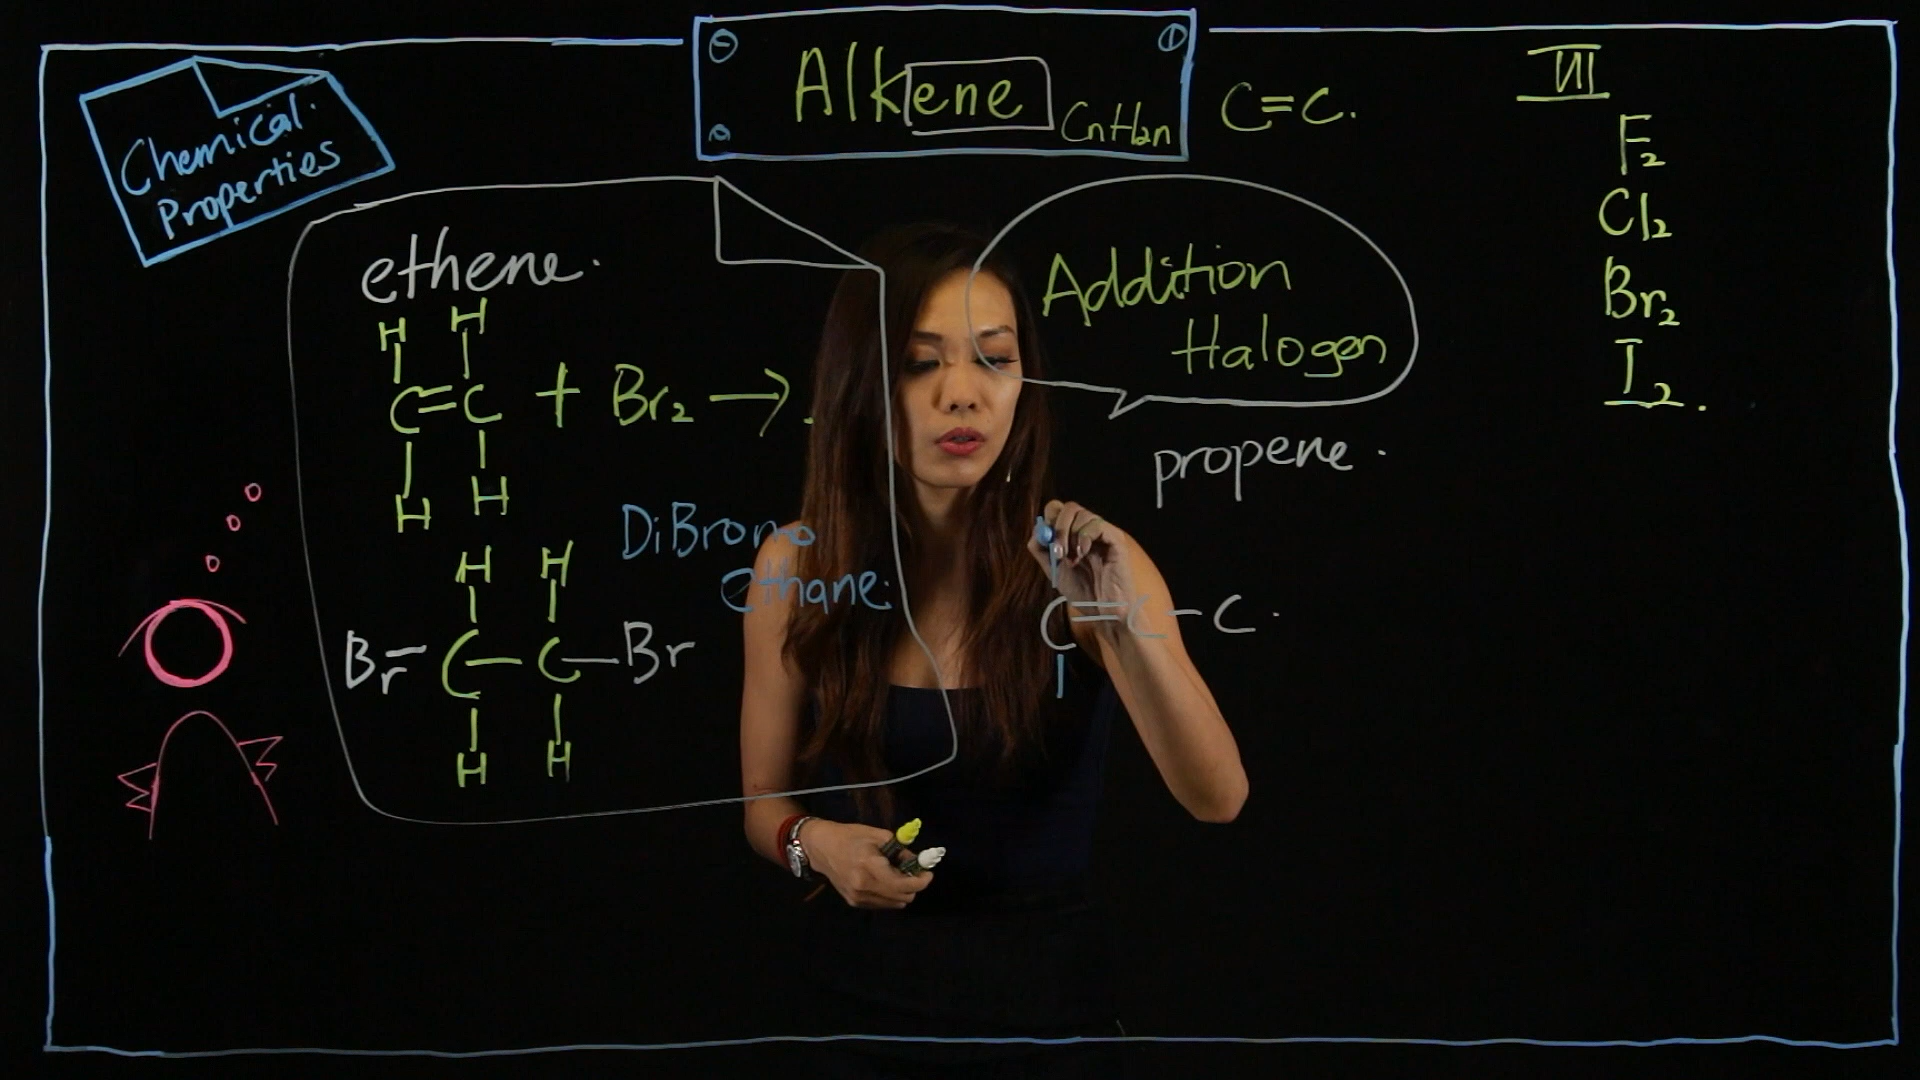 Alkene CnH2n C=C.
Chemical
Properties
VII
F2
Cl2
Br2
I2.
ethene.
H H
C=C + Br2 →
H H
DiBromo
ethane.
H H
Br-C-C-Br
H H
Addition
Halogen
propene.
C=C-C